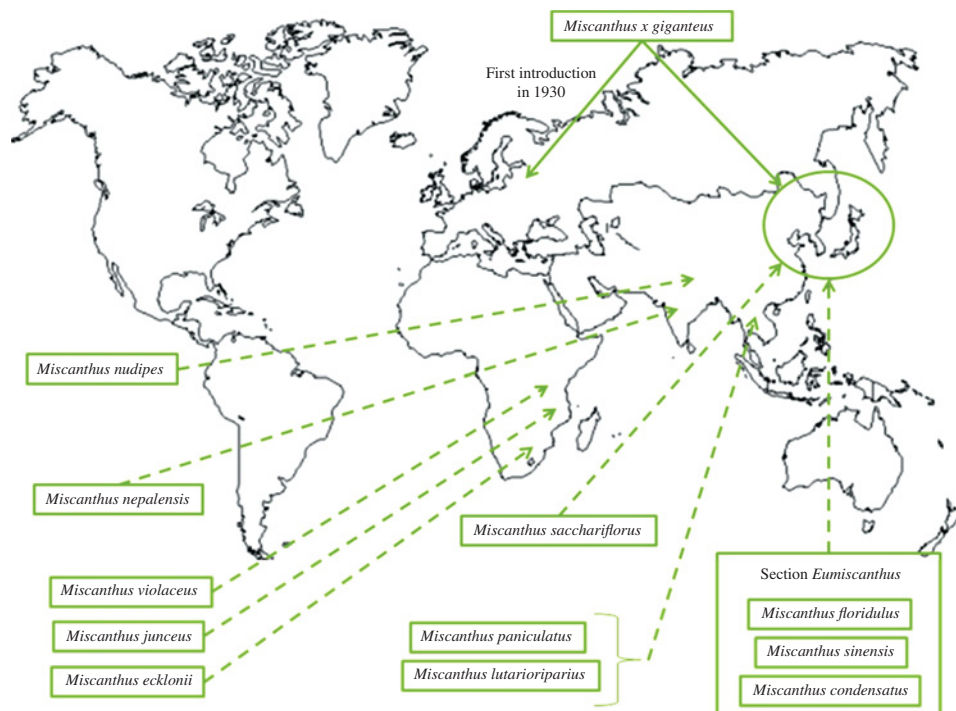 Miscanthus x giganteus
First introduction
in 1930
Miscanthus nudipes
Miscanthus nepalensis
Miscanthus sacchariflorus
Miscanthus violaceus
Miscanthus junceus
Miscanthus ecklonii
Miscanthus paniculatus
Miscanthus lutarioriparius
Section Eumiscanthus
Miscanthus floridulus
Miscanthus sinensis
Miscanthus condensatus